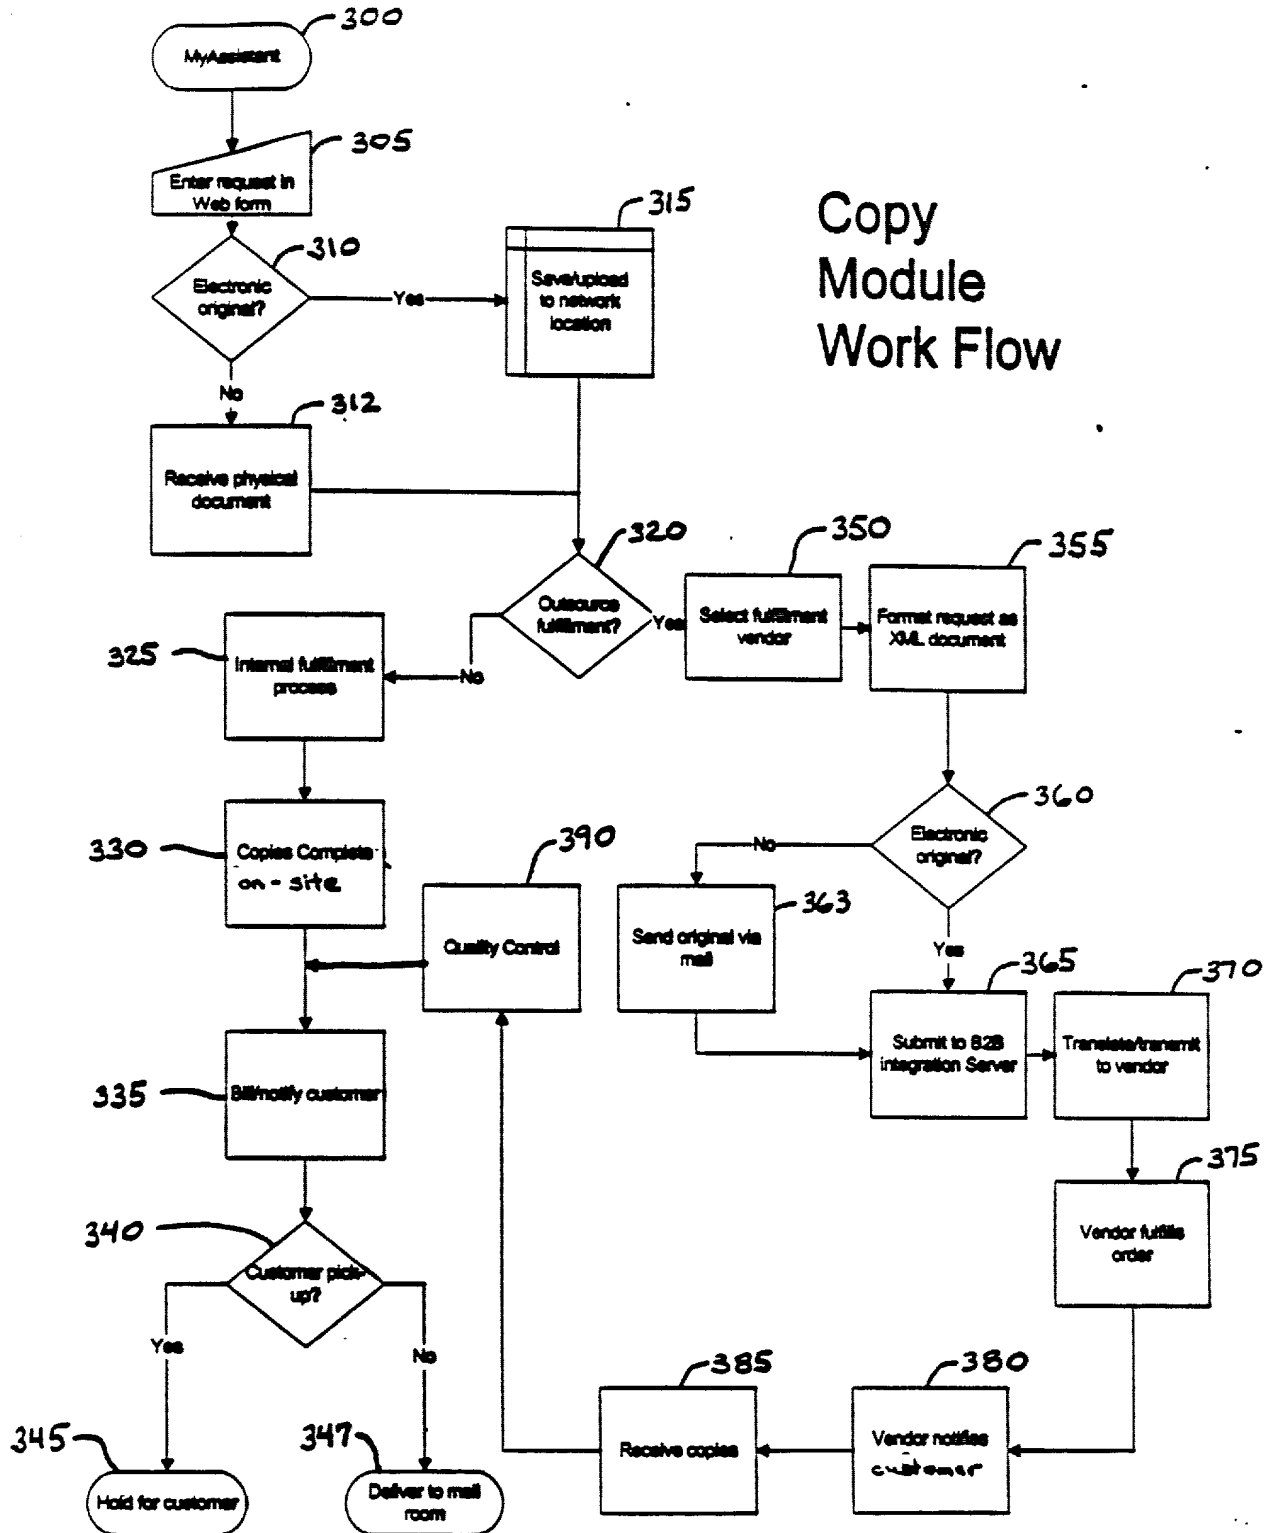 300
MyAssistant
305
Enter request in
Web form
310
Electronic
original?
Yes
No
315
Save/upload
to network
location
Copy
Module
Work Flow
312
Receive physical
document
320
Outsource
fulfillment?
Yes
No
350
Select fulfillment
vendor
355
Format request as
XML document
325
Internal fulfillment
process
360
Electronic
original?
No
Yes
330
Copies Complete
on-site
390
Quality Control
363
Send original via
mail
365
Submit to B2B
integration Server
370
Translate/transmit
to vendor
335
Bill/notify customer
375
Vendor fulfills
order
340
Customer pick-
up?
Yes
No
385
Receive copies
380
Vendor notifies
customer
345
Hold for customer
347
Deliver to mail
room